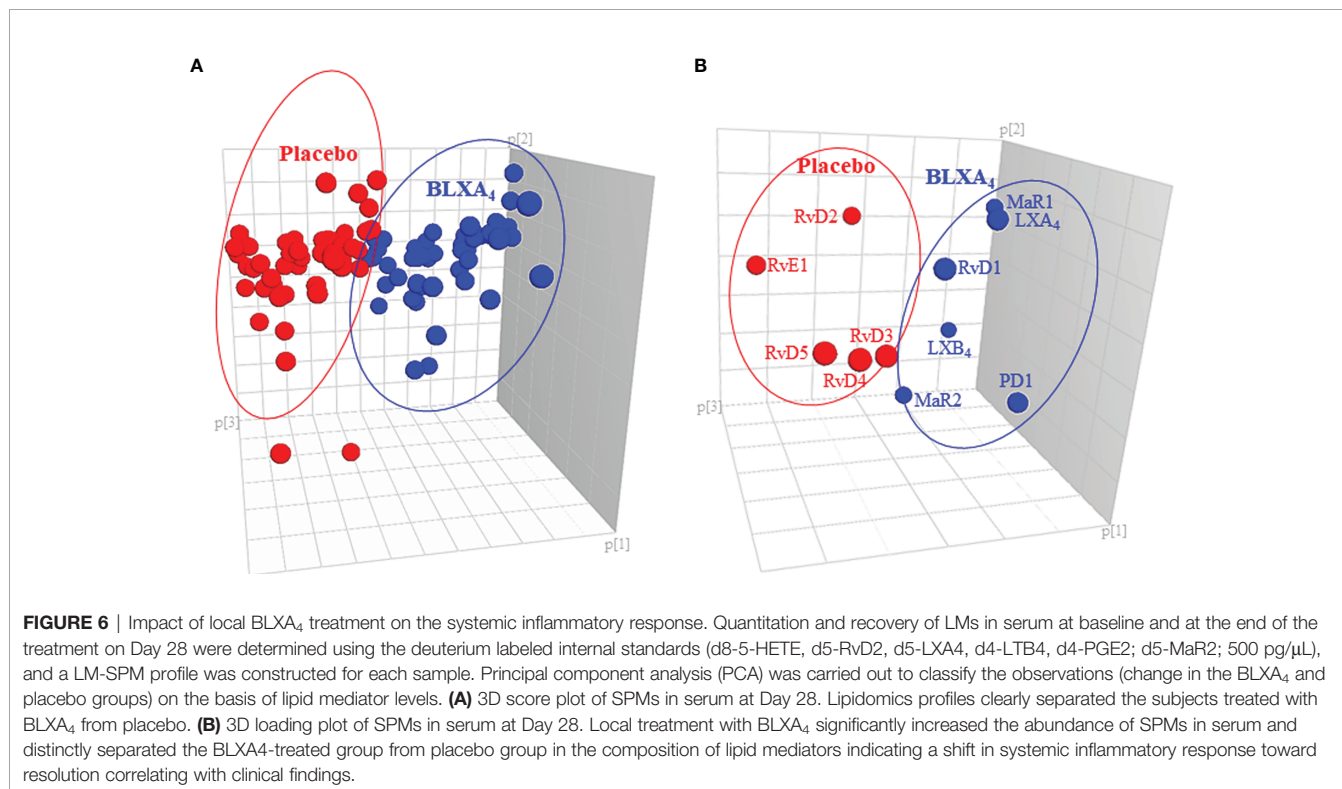 A
Placebo
BLXA₄
p[2]
p[3]
p[1]
B
Placebo
BLXA₄
p[2]
MaR1
LXA₄
RvD2
RvE1
RvD1
LXB₄
RvD3
RvD5
RvD4
PD1
MaR2
p[3]
p[1]
FIGURE 6 | Impact of local BLXA₄ treatment on the systemic inflammatory response. Quantitation and recovery of LMs in serum at baseline and at the end of the
treatment on Day 28 were determined using the deuterium labeled internal standards (d8-5-HETE, d5-RvD2, d5-LXA4, d4-LTB4, d4-PGE2; d5-MaR2; 500 pg/μL),
and a LM-SPM profile was constructed for each sample. Principal component analysis (PCA) was carried out to classify the observations (change in the BLXA₄ and
placebo groups) on the basis of lipid mediator levels. (A) 3D score plot of SPMs in serum at Day 28. Lipidomics profiles clearly separated the subjects treated with
BLXA₄ from placebo. (B) 3D loading plot of SPMs in serum at Day 28. Local treatment with BLXA₄ significantly increased the abundance of SPMs in serum and
distinctly separated the BLXA4-treated group from placebo group in the composition of lipid mediators indicating a shift in systemic inflammatory response toward
resolution correlating with clinical findings.